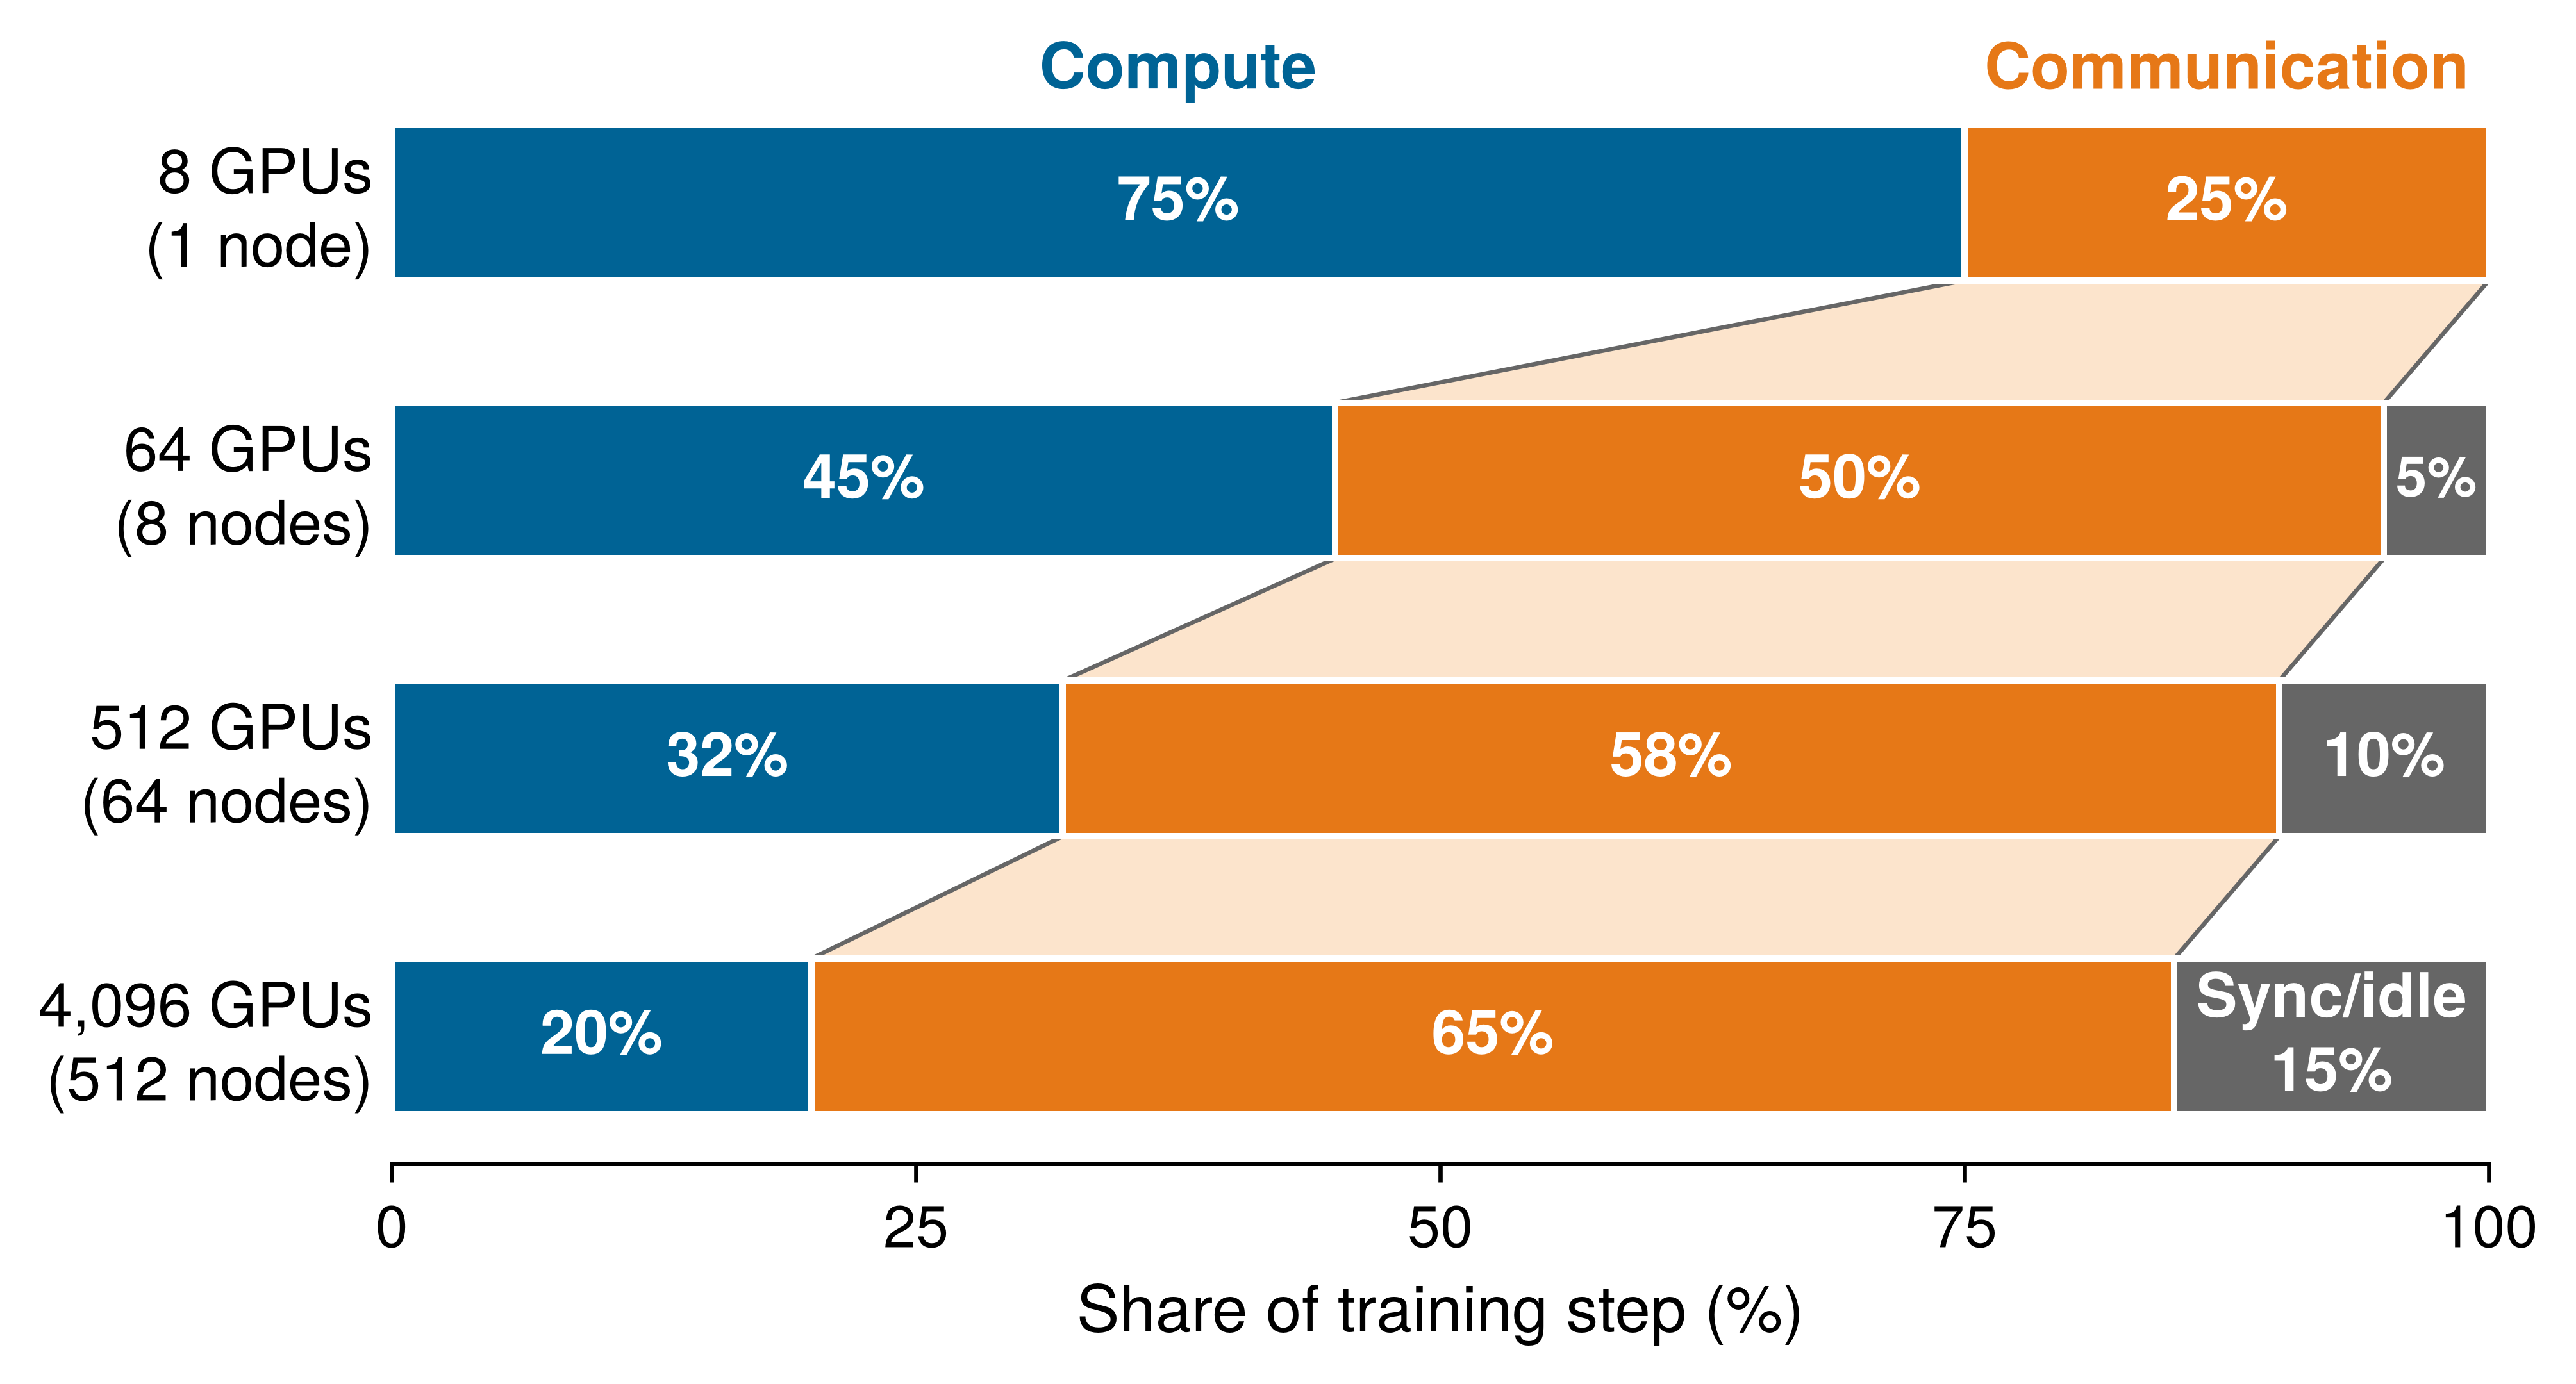 Compute Communication
8 GPUs
(1 node)
75% 25%
64 GPUs
(8 nodes)
45% 50% 5%
512 GPUs
(64 nodes)
32% 58% 10%
4,096 GPUs
(512 nodes)
20% 65% Sync/idle
15%
0 25 50 75 100
Share of training step (%)